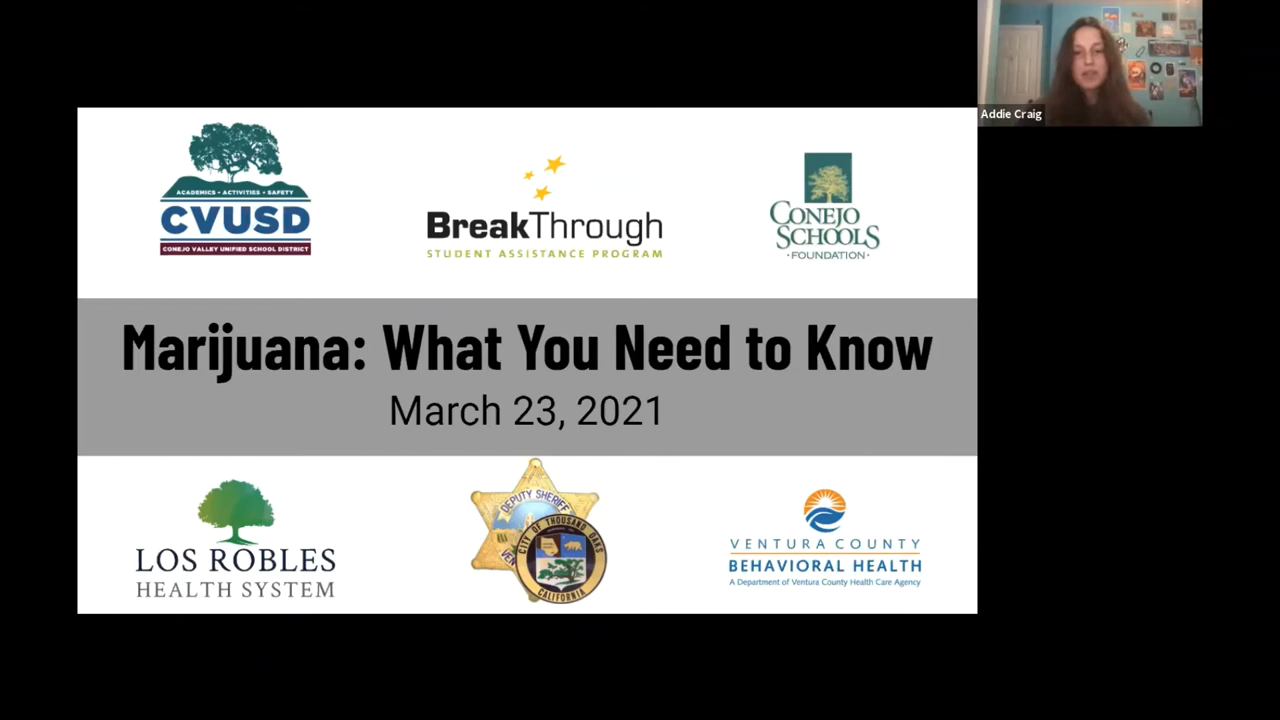 Addie Craig
ACADEMICS • ACTIVITIES • SAFETY
CVUSD
CONEJO VALLEY UNIFIED SCHOOL DISTRICT
BreakThrough
STUDENT ASSISTANCE PROGRAM
CONEJO
SCHOOLS
·FOUNDATION·
Marijuana: What You Need to Know
March 23, 2021
LOS ROBLES
HEALTH SYSTEM
DEPUTY SHERIFF
VEN
CITY OF THOUSAND OAKS
CALIFORNIA
VENTURA COUNTY
BEHAVIORAL HEALTH
A Department of Ventura County Health Care Agency